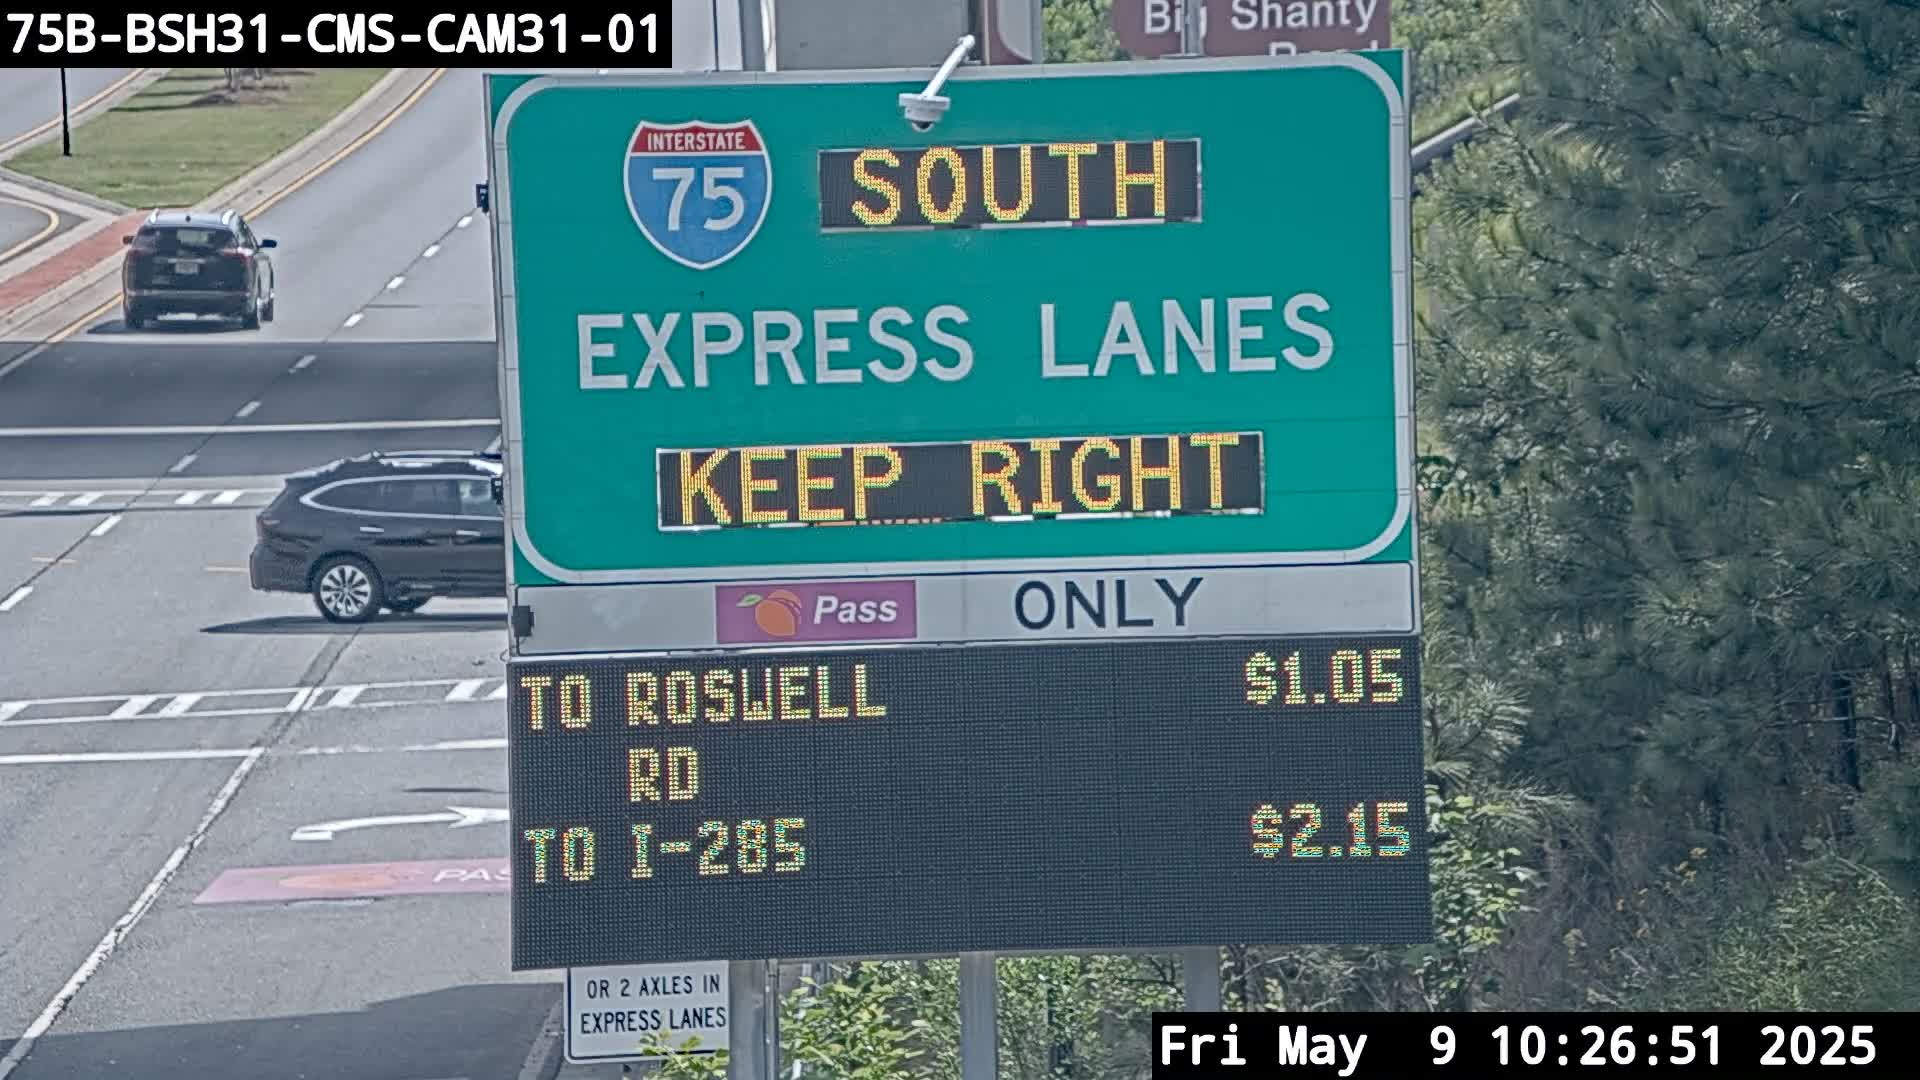 75B-BSH31-CMS-CAM31-01
Big Shanty
Road
INTERSTATE
75
SOUTH
EXPRESS LANES
KEEP RIGHT
Pass ONLY
TO ROSWELL $1.05
RD
TO I-285 $2.15
PAS
OR 2 AXLES IN
EXPRESS LANES
Fri May 9 10:26:51 2025